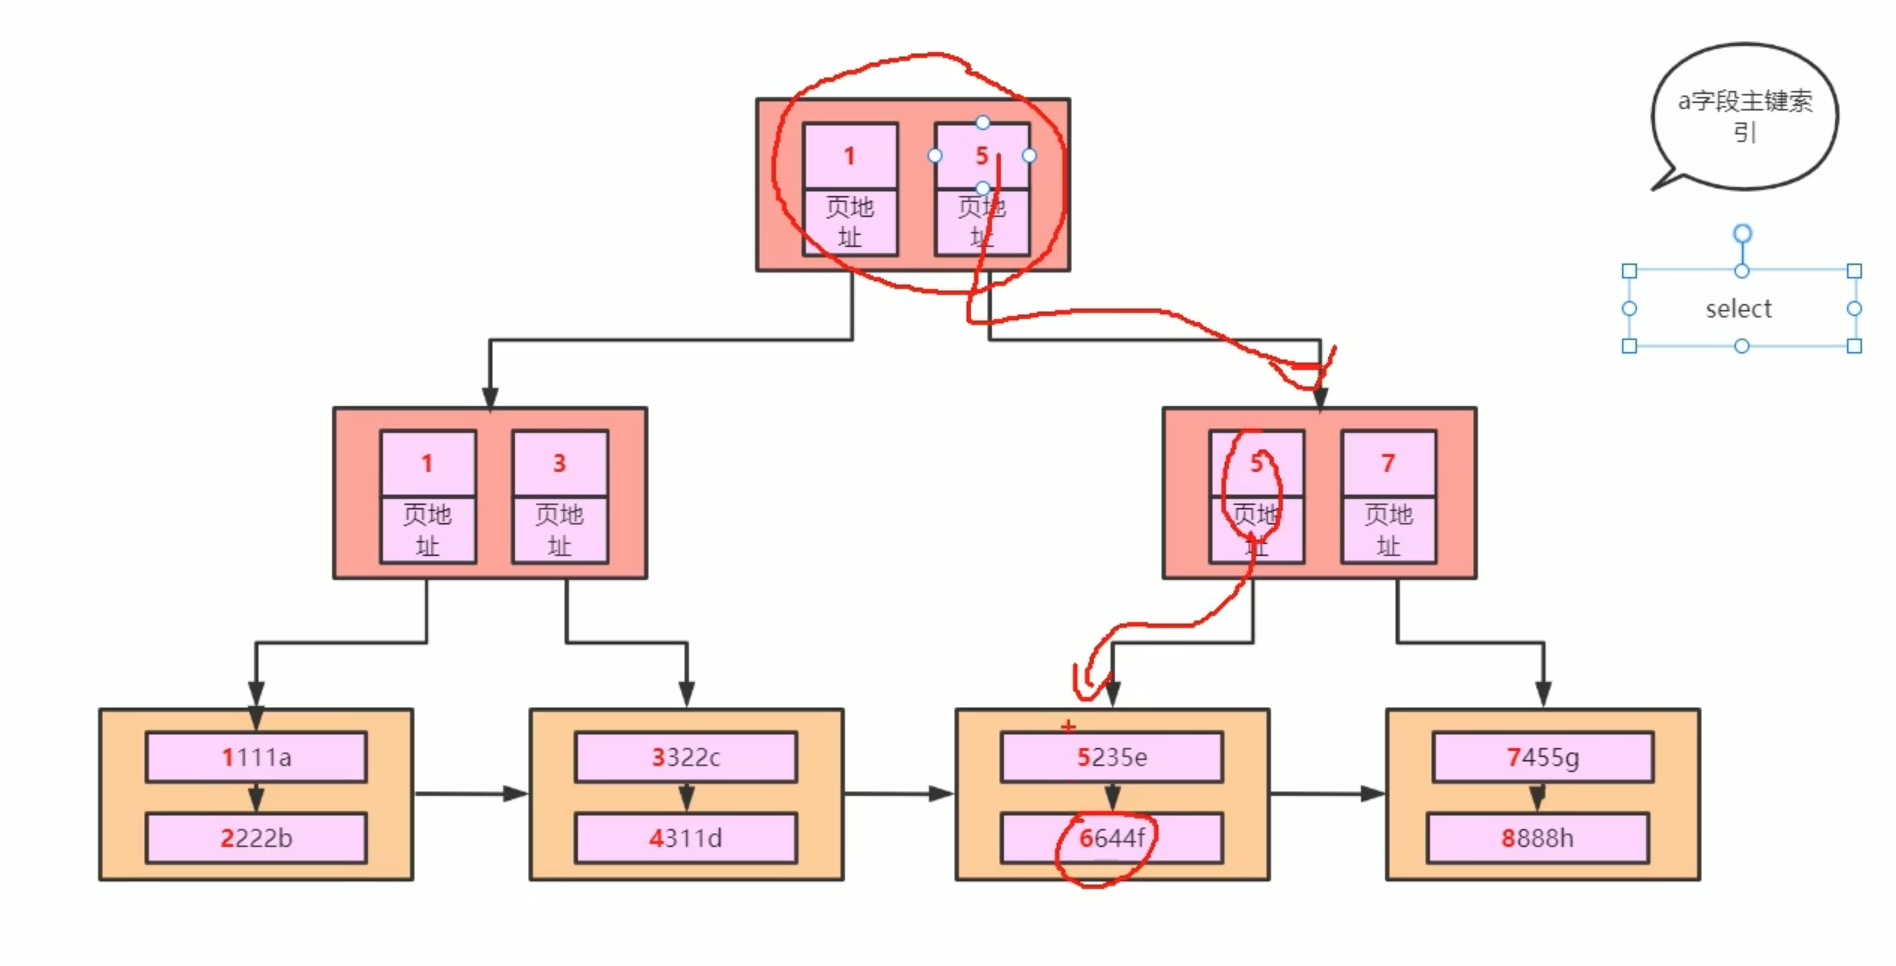 a字段主键索
引
select
1
5
页地
址
页地
址
1
3
页地
址
页地
址
5
7
页地
址
页地
址
1111a
2222b
3322c
4311d
5235e
6644f
7455g
8888h